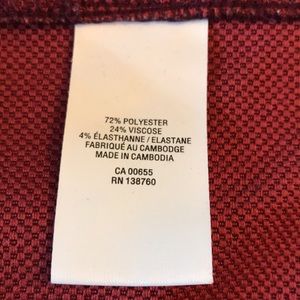 72% POLYESTER
24% VISCOSE
4% ÉLASTHANNE / ELASTANE
FABRIQUÉ AU CAMBODGE
MADE IN CAMBODIA
CA 00655
RN 138760